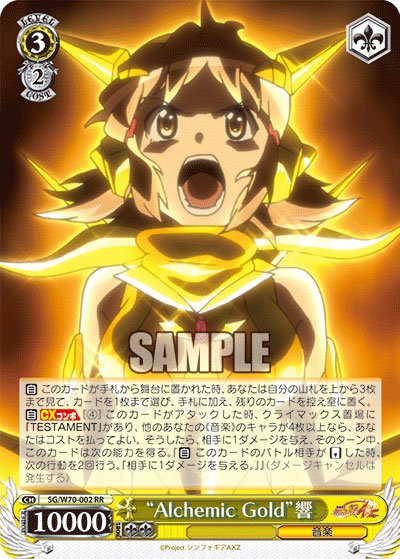 LEVEL
3
2
COST
SAMPLE
自 このカードが手札から舞台に置かれた時、あなたは自分の山札を上から3枚
まで見て、カードを1枚まで選び、手札に加え、残りのカードを控え室に置く。
自 CXコンボ [④] このカードがアタックした時、クライマックス置場に
「TESTAMENT」があり、他のあなたの《音楽》のキャラが4枚以上なら、あな
たはコストを払ってよい。そうしたら、相手に1ダメージを与え、そのターン中、
このカードは次の能力を得る。『自 このカードのバトル相手が した時、
次の行動を2回行う。「相手に1ダメージを与える。」』(ダメージキャンセルは
発生する)
CH SG/W70-002 RR
10000
"Alchemic Gold"響
音楽
©Project シンフォギアAXZ